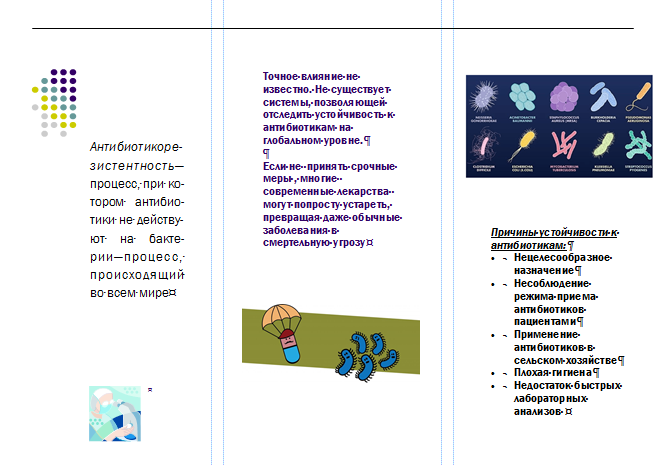 Антибиотикоре-
зистентность—
процесс, при ко-
тором антибио-
тики не действу-
ют на бакте-
рии—процесс,
происходящий
во всем мире¤
¤
Точное влияние не
известно. Не существует
системы, позволяющей
отследить устойчивость к
антибиотикам на
глобальном уровне.¶
¶
Если не принять срочные
меры, многие
современные лекарства
могут попросту устареть,
превращая даже обычные
заболевания в
смертельную угрозу¤
NEISSERIA GONORRHOEAE
ACINETOBACTER BAUMANNII
STAPHYLOCOCCUS AUREUS (MRSA)
BURKHOLDERIA CEPACIA
PSEUDOMONAS AERUGINOSA
CLOSTRIDIUM DIFFICILE
ESCHERICHIA COLI (E.COLI)
MYCOBACTERIUM TUBERCULOSIS
KLEBSIELLA PNEUMONIAE
STREPTOCOCCUS PYOGENES
Причины устойчивости к
антибиотикам:¶
• ¬ Нецелесообразное
назначение¶
• ¬ Несоблюдение
режима приема
антибиотиков
пациентами¶
• ¬ Применение
антибиотиков в
сельском хозяйстве¶
• ¬ Плохая гигиена¶
• ¬ Недостаток быстрых
лабораторных
анализов ¤